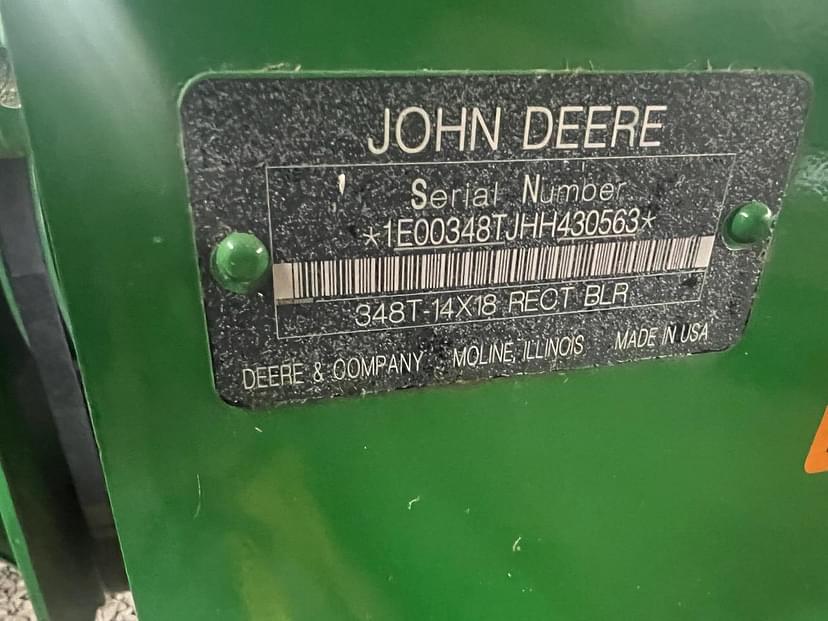 JOHN DEERE
Serial Number
*1E00348TJHH430563*
348T-14X18 RECT BLR
DEERE & COMPANY MOLINE, ILLINOIS MADE IN USA